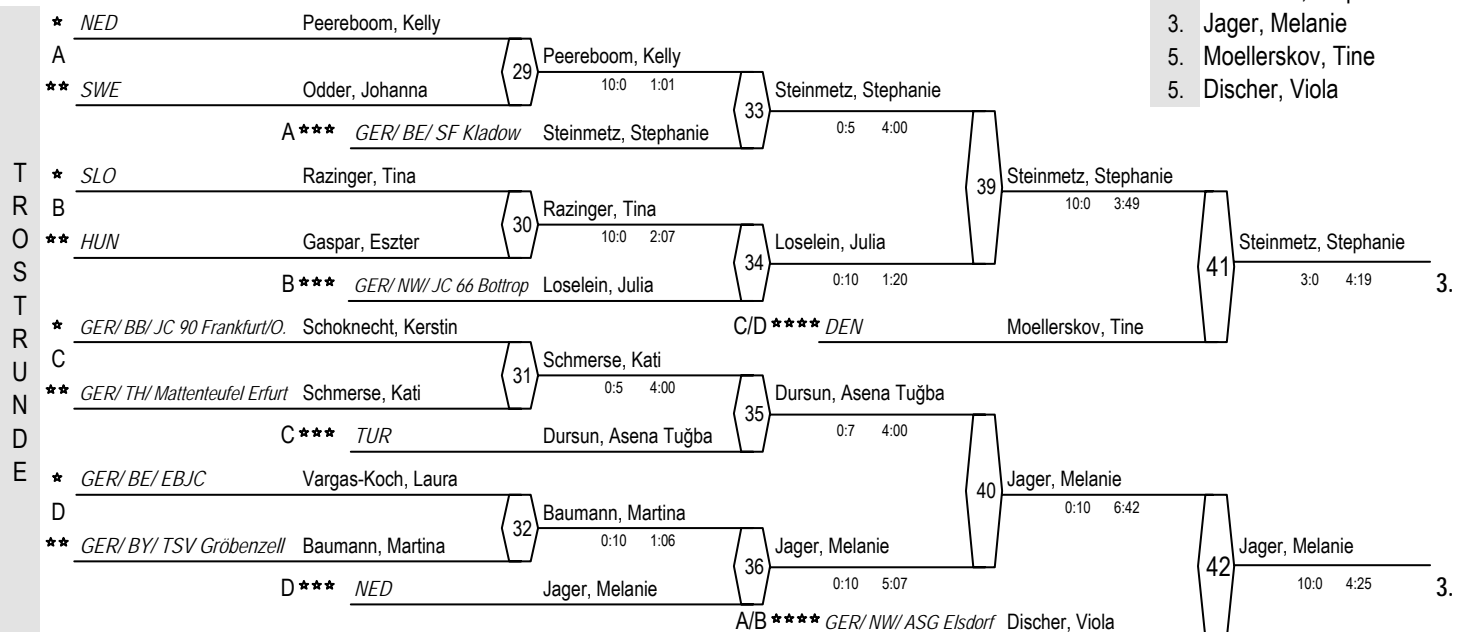 3. Jager, Melanie
5. Moellerskov, Tine
5. Discher, Viola
TROSTRUNDE
* NED Peereboom, Kelly
A
** SWE Odder, Johanna
29
Peereboom, Kelly
10:0 1:01
A *** GER/ BE/ SF Kladow Steinmetz, Stephanie
33
Steinmetz, Stephanie
0:5 4:00
* SLO Razinger, Tina
B
** HUN Gaspar, Eszter
30
Razinger, Tina
10:0 2:07
B *** GER/ NW/ JC 66 Bottrop Loselein, Julia
34
Loselein, Julia
0:10 1:20
39
Steinmetz, Stephanie
10:0 3:49
C/D **** DEN Moellerskov, Tine
41
Steinmetz, Stephanie
3:0 4:19
3.
* GER/ BB/ JC 90 Frankfurt/O. Schoknecht, Kerstin
C
** GER/ TH/ Mattenteufel Erfurt Schmerse, Kati
31
Schmerse, Kati
0:5 4:00
C *** TUR Dursun, Asena Tuğba
35
Dursun, Asena Tuğba
0:7 4:00
* GER/ BE/ EBJC Vargas-Koch, Laura
D
** GER/ BY/ TSV Gröbenzell Baumann, Martina
32
Baumann, Martina
0:10 1:06
D *** NED Jager, Melanie
36
Jager, Melanie
0:10 5:07
40
Jager, Melanie
0:10 6:42
A/B **** GER/ NW/ ASG Elsdorf Discher, Viola
42
Jager, Melanie
10:0 4:25
3.